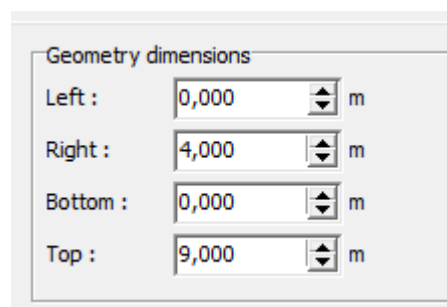 Geometry dimensions
Left : 0,000 m
Right : 4,000 m
Bottom : 0,000 m
Top : 9,000 m